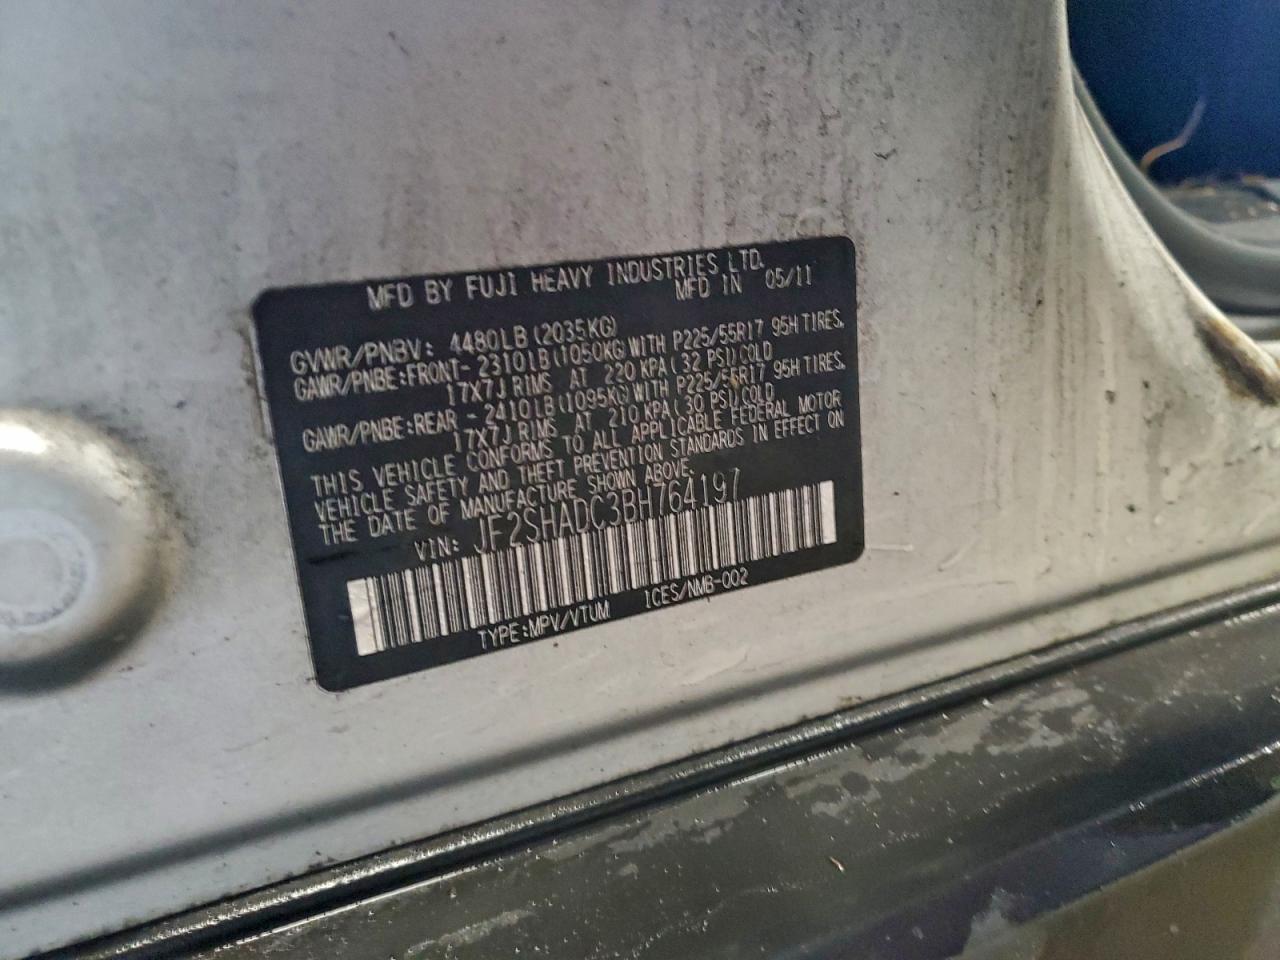 MFD BY FUJI HEAVY INDUSTRIES LTD.
MFD IN 05/11
GVWR/PNBV: 4480LB(2035KG)
GAWR/PNBE:FRONT- 2310LB(1050KG)WITH P225/55R17 95H TIRES.
17X7J RIMS AT 220 KPA( 32 PSI)COLD
GAWR/PNBE:REAR - 2410LB(1095KG)WITH P225/55R17 95H TIRES.
17X7J RIMS AT 210 KPA( 30 PSI)COLD
THIS VEHICLE CONFORMS TO ALL APPLICABLE FEDERAL MOTOR
VEHICLE SAFETY AND THEFT PREVENTION STANDARDS IN EFFECT ON
THE DATE OF MANUFACTURE SHOWN ABOVE.
VIN: JF2SHADC3BH764197
TYPE:MPV/VTUM ICES/NMB-002